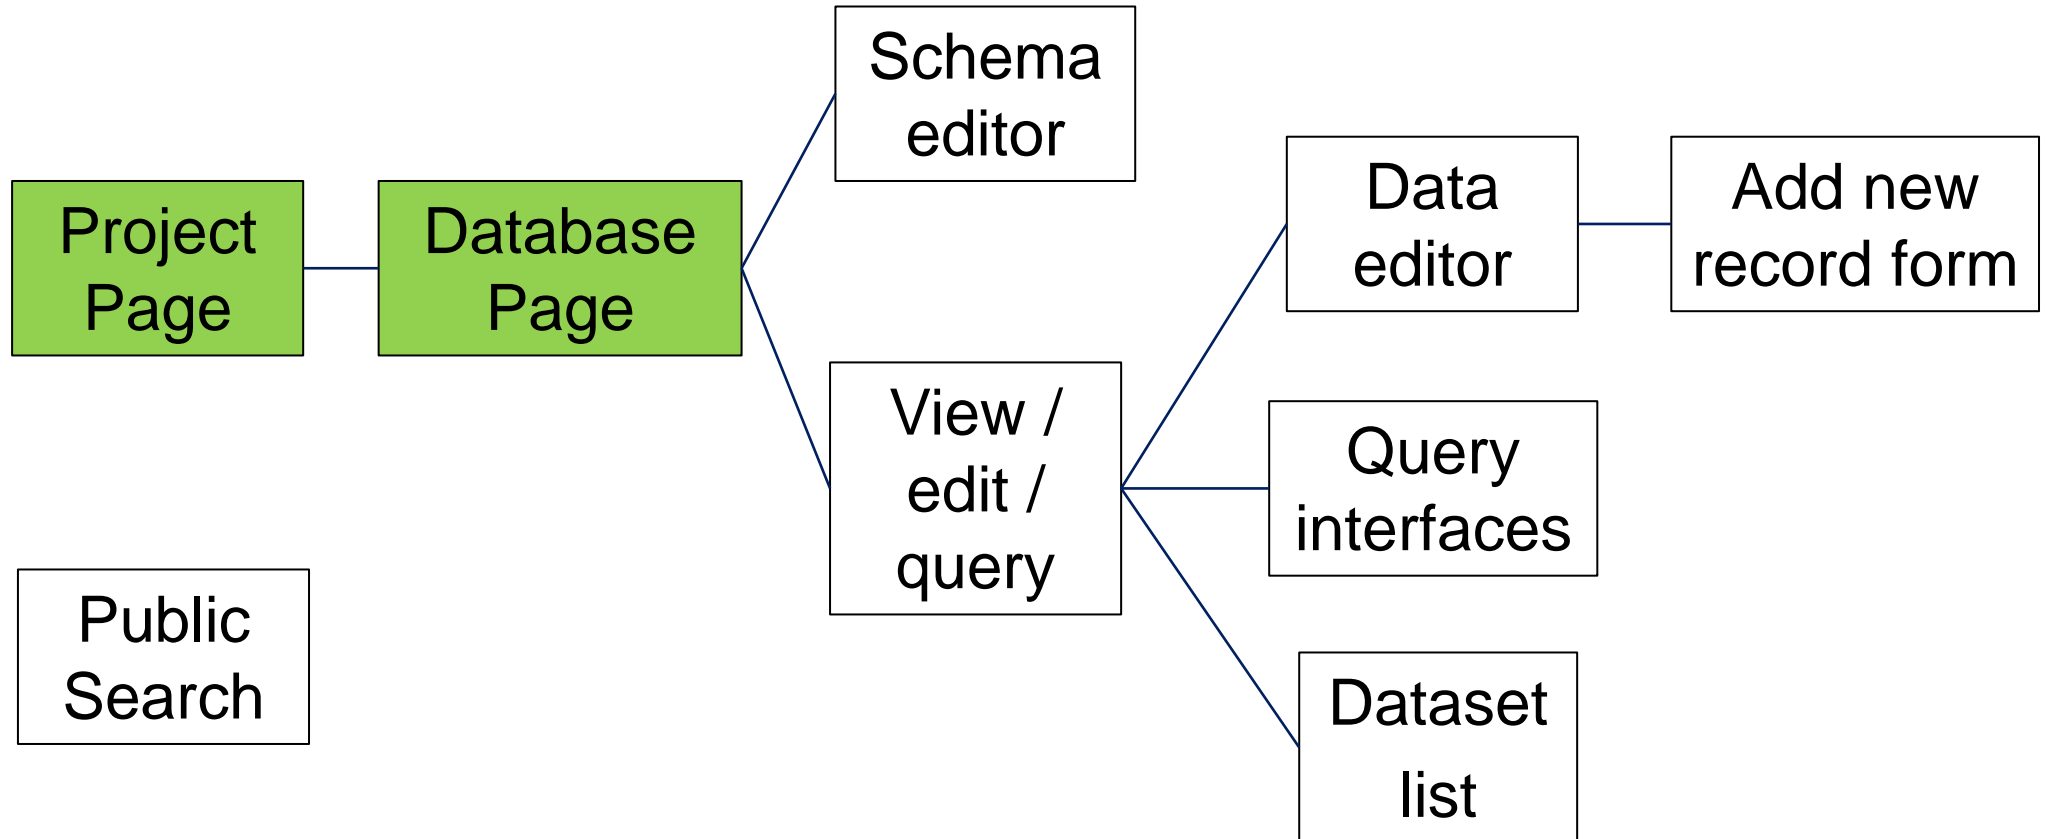 Project
Page
Database
Page
Schema
editor
View /
edit /
query
Data
editor
Add new
record form
Query
interfaces
Dataset
list
Public
Search